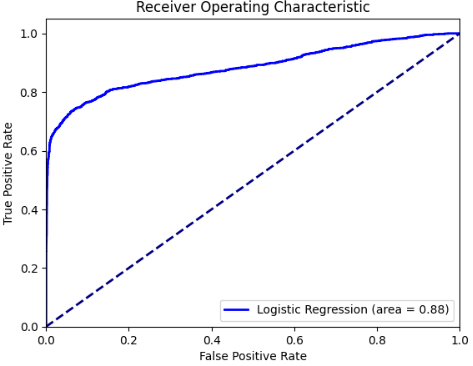 Receiver Operating Characteristic
True Positive Rate
1.0
0.8
0.6
0.4
0.2
0.0
Logistic Regression (area = 0.88)
0.0 0.2 0.4 0.6 0.8 1.0
False Positive Rate